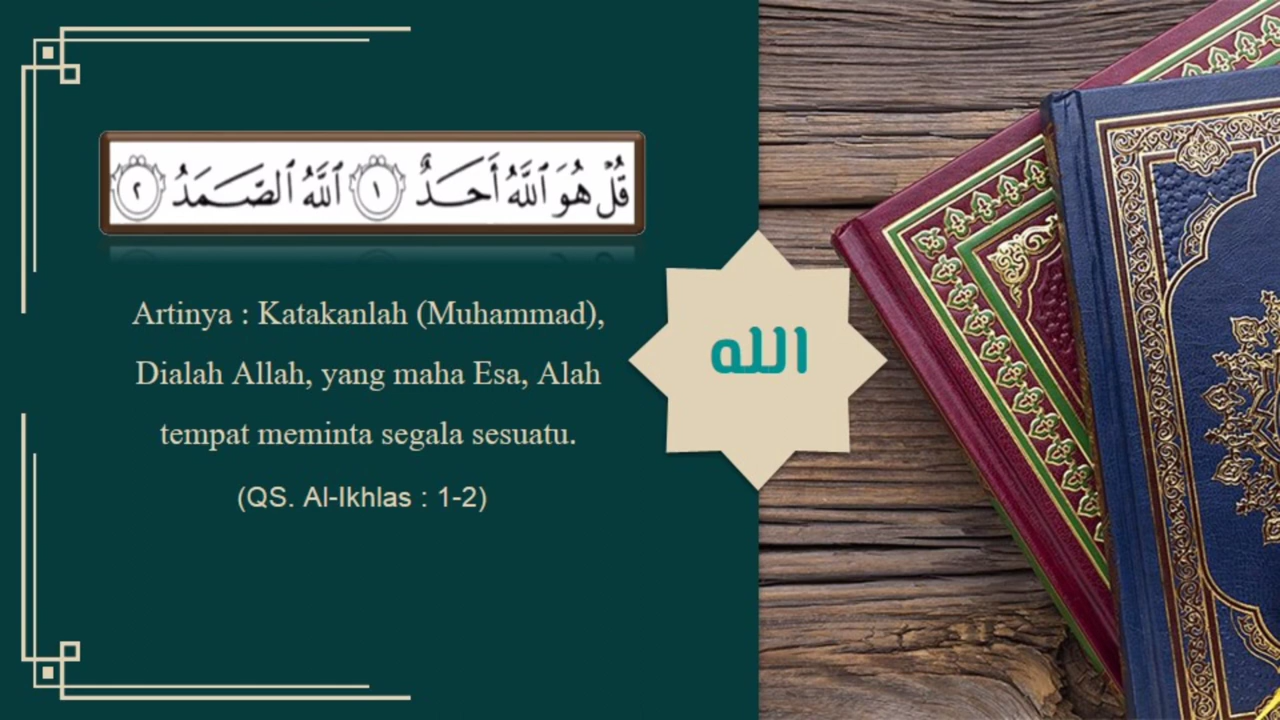 قُلْ هُوَ ٱللَّهُ أَحَدٌ ١ ٱللَّهُ ٱلصَّمَدُ ٢
Artinya : Katakanlah (Muhammad),
Dialah Allah, yang maha Esa, Alah
tempat meminta segala sesuatu.
(QS. Al-Ikhlas : 1-2)
الله